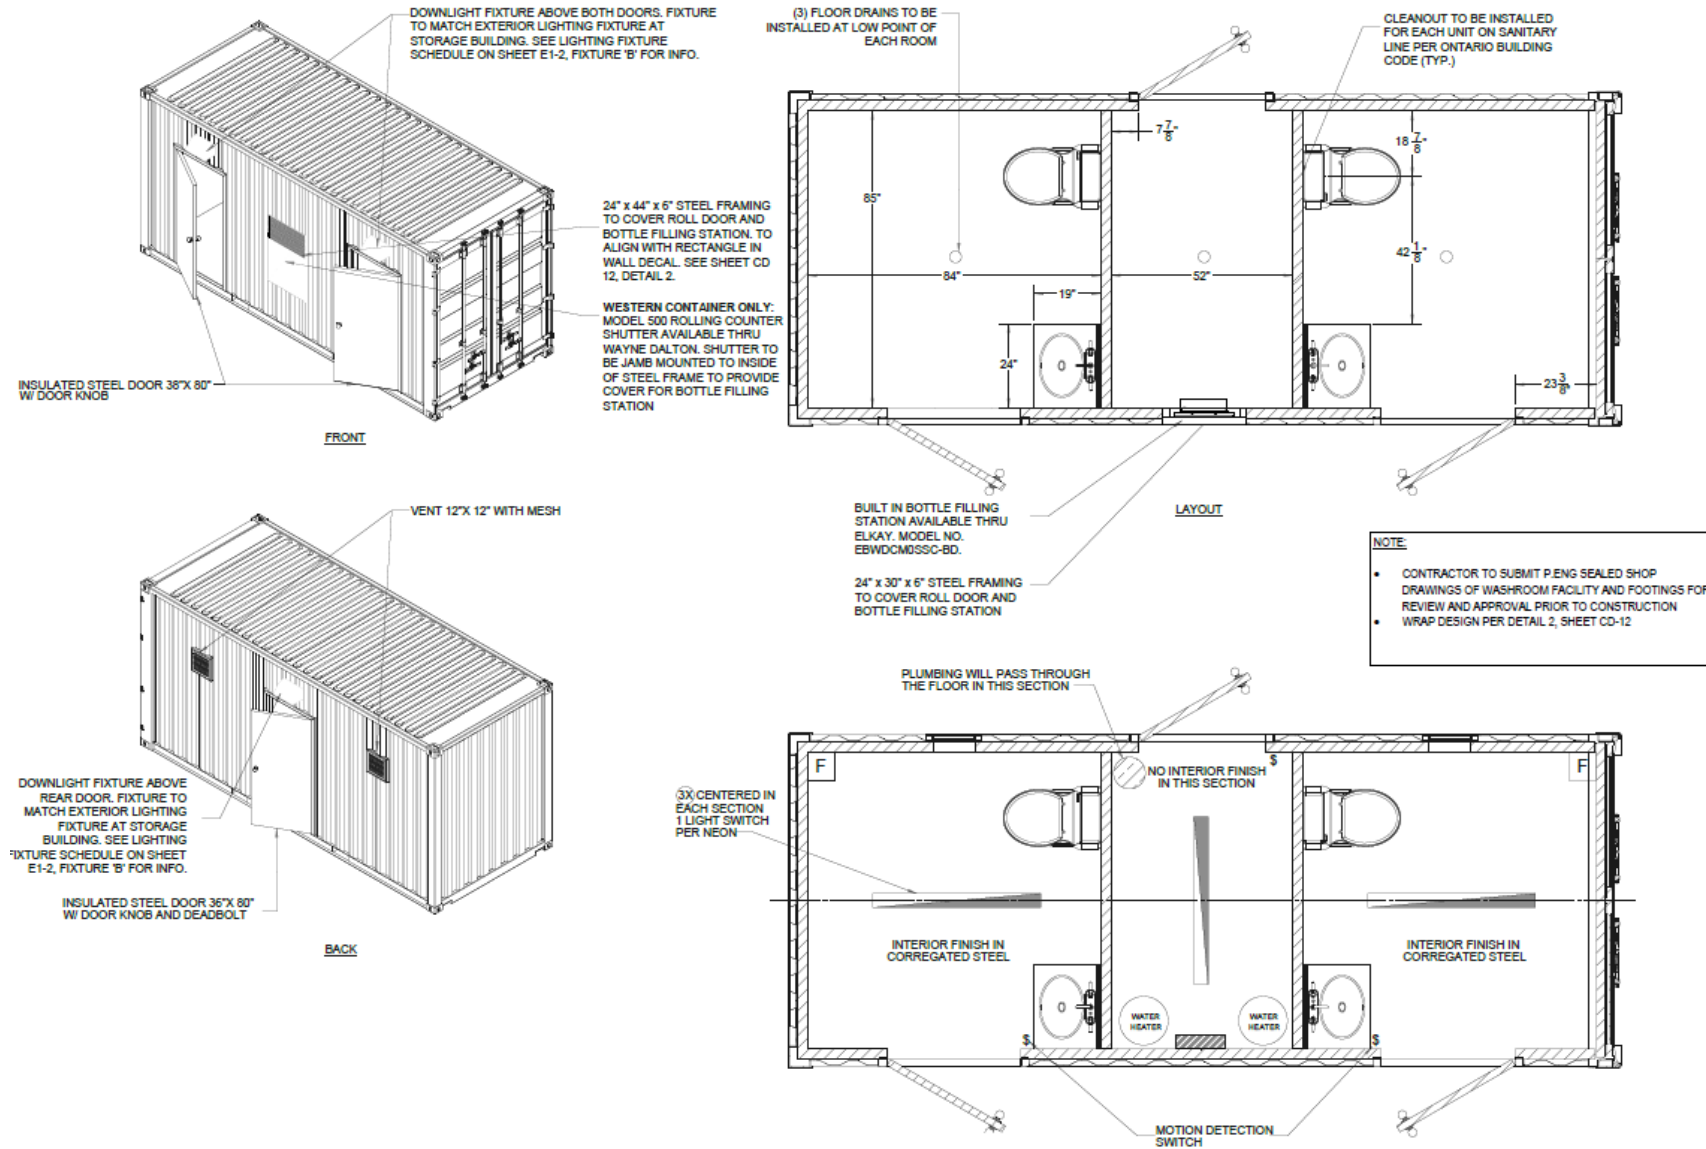 DOWNLIGHT FIXTURE ABOVE BOTH DOORS. FIXTURE
TO MATCH EXTERIOR LIGHTING FIXTURE AT
STORAGE BUILDING. SEE LIGHTING FIXTURE
SCHEDULE ON SHEET E1-2, FIXTURE 'B' FOR INFO.
24" x 44" x 6" STEEL FRAMING
TO COVER ROLL DOOR AND
BOTTLE FILLING STATION. TO
ALIGN WITH RECTANGLE IN
WALL DECAL. SEE SHEET CD
12, DETAIL 2.
WESTERN CONTAINER ONLY:
MODEL 500 ROLLING COUNTER
SHUTTER AVAILABLE THRU
WAYNE DALTON. SHUTTER TO
BE JAMB MOUNTED TO INSIDE
OF STEEL FRAME TO PROVIDE
COVER FOR BOTTLE FILLING
STATION
INSULATED STEEL DOOR 38"X 80"
W/ DOOR KNOB
FRONT
(3) FLOOR DRAINS TO BE
INSTALLED AT LOW POINT OF
EACH ROOM
CLEANOUT TO BE INSTALLED
FOR EACH UNIT ON SANITARY
LINE PER ONTARIO BUILDING
CODE (TYP.)
7 7/8"
18 7/8"
85"
42 1/8"
84"
52"
19"
24"
23 3/8"
BUILT IN BOTTLE FILLING
STATION AVAILABLE THRU
ELKAY. MODEL NO.
EBWDCM0SSC-BD.
24" x 30" x 6" STEEL FRAMING
TO COVER ROLL DOOR AND
BOTTLE FILLING STATION
LAYOUT
NOTE:
• CONTRACTOR TO SUBMIT P.ENG SEALED SHOP
DRAWINGS OF WASHROOM FACILITY AND FOOTINGS FOR
REVIEW AND APPROVAL PRIOR TO CONSTRUCTION
• WRAP DESIGN PER DETAIL 2, SHEET CD-12
VENT 12"X 12" WITH MESH
DOWNLIGHT FIXTURE ABOVE
REAR DOOR. FIXTURE TO
MATCH EXTERIOR LIGHTING
FIXTURE AT STORAGE
BUILDING. SEE LIGHTING
FIXTURE SCHEDULE ON SHEET
E1-2, FIXTURE 'B' FOR INFO.
INSULATED STEEL DOOR 36"X 80"
W/ DOOR KNOB AND DEADBOLT
BACK
PLUMBING WILL PASS THROUGH
THE FLOOR IN THIS SECTION
F
$
F
NO INTERIOR FINISH
IN THIS SECTION
3X CENTERED IN
EACH SECTION
1 LIGHT SWITCH
PER NEON
INTERIOR FINISH IN
CORREGATED STEEL
INTERIOR FINISH IN
CORREGATED STEEL
WATER
HEATER
WATER
HEATER
$
$
MOTION DETECTION
SWITCH